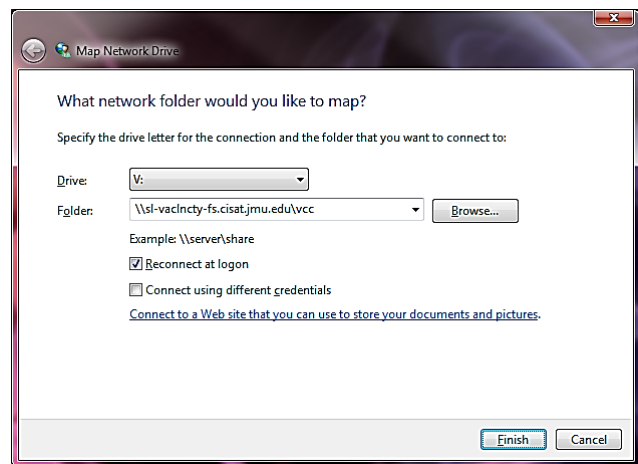 Map Network Drive
What network folder would you like to map?
Specify the drive letter for the connection and the folder that you want to connect to:
Drive: V:
Folder: \\sl-vaclncty-fs.cisat.jmu.edu\vcc Browse...
Example: \\server\share
Reconnect at logon
Connect using different credentials
Connect to a Web site that you can use to store your documents and pictures.
Finish Cancel